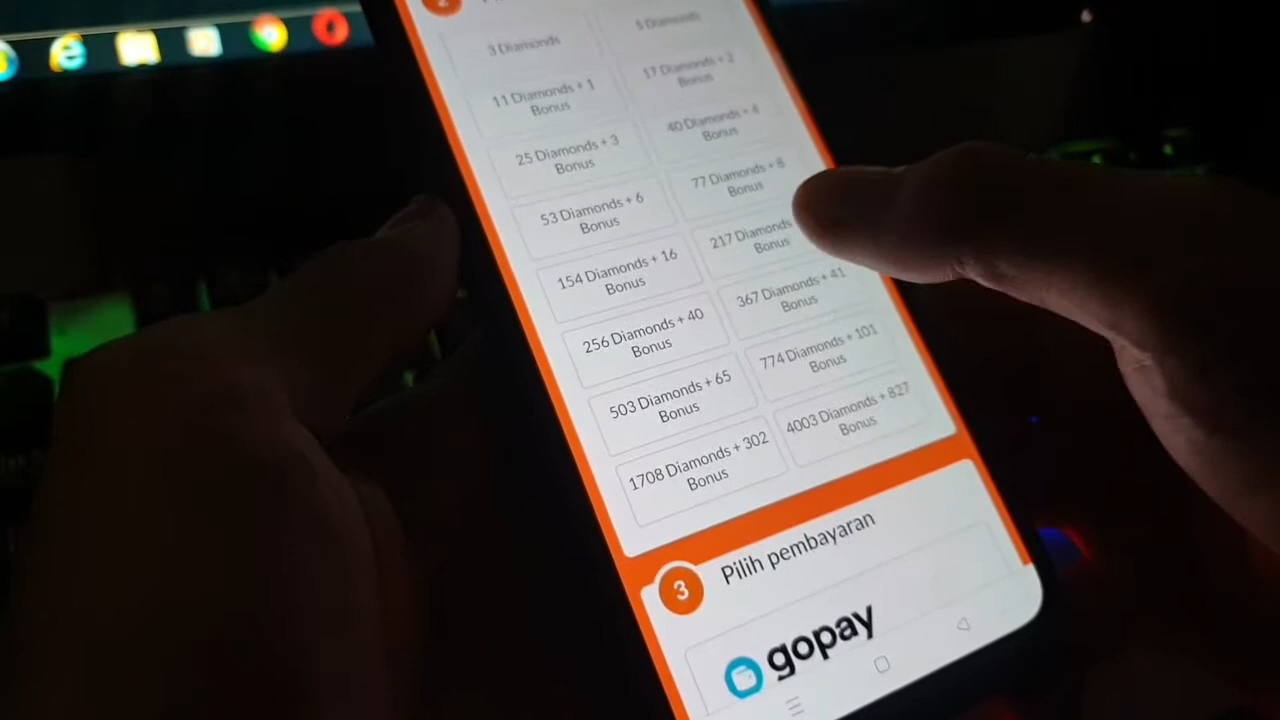 2
3 Diamonds
5 Diamonds
11 Diamonds + 1
Bonus
17 Diamonds + 2
Bonus
25 Diamonds + 3
Bonus
40 Diamonds + 4
Bonus
53 Diamonds + 6
Bonus
77 Diamonds + 8
Bonus
154 Diamonds + 16
Bonus
217 Diamonds
Bonus
256 Diamonds + 40
Bonus
367 Diamonds + 41
Bonus
503 Diamonds + 65
Bonus
774 Diamonds + 101
Bonus
1708 Diamonds + 302
Bonus
4003 Diamonds + 827
Bonus
3 Pilih pembayaran
gopay